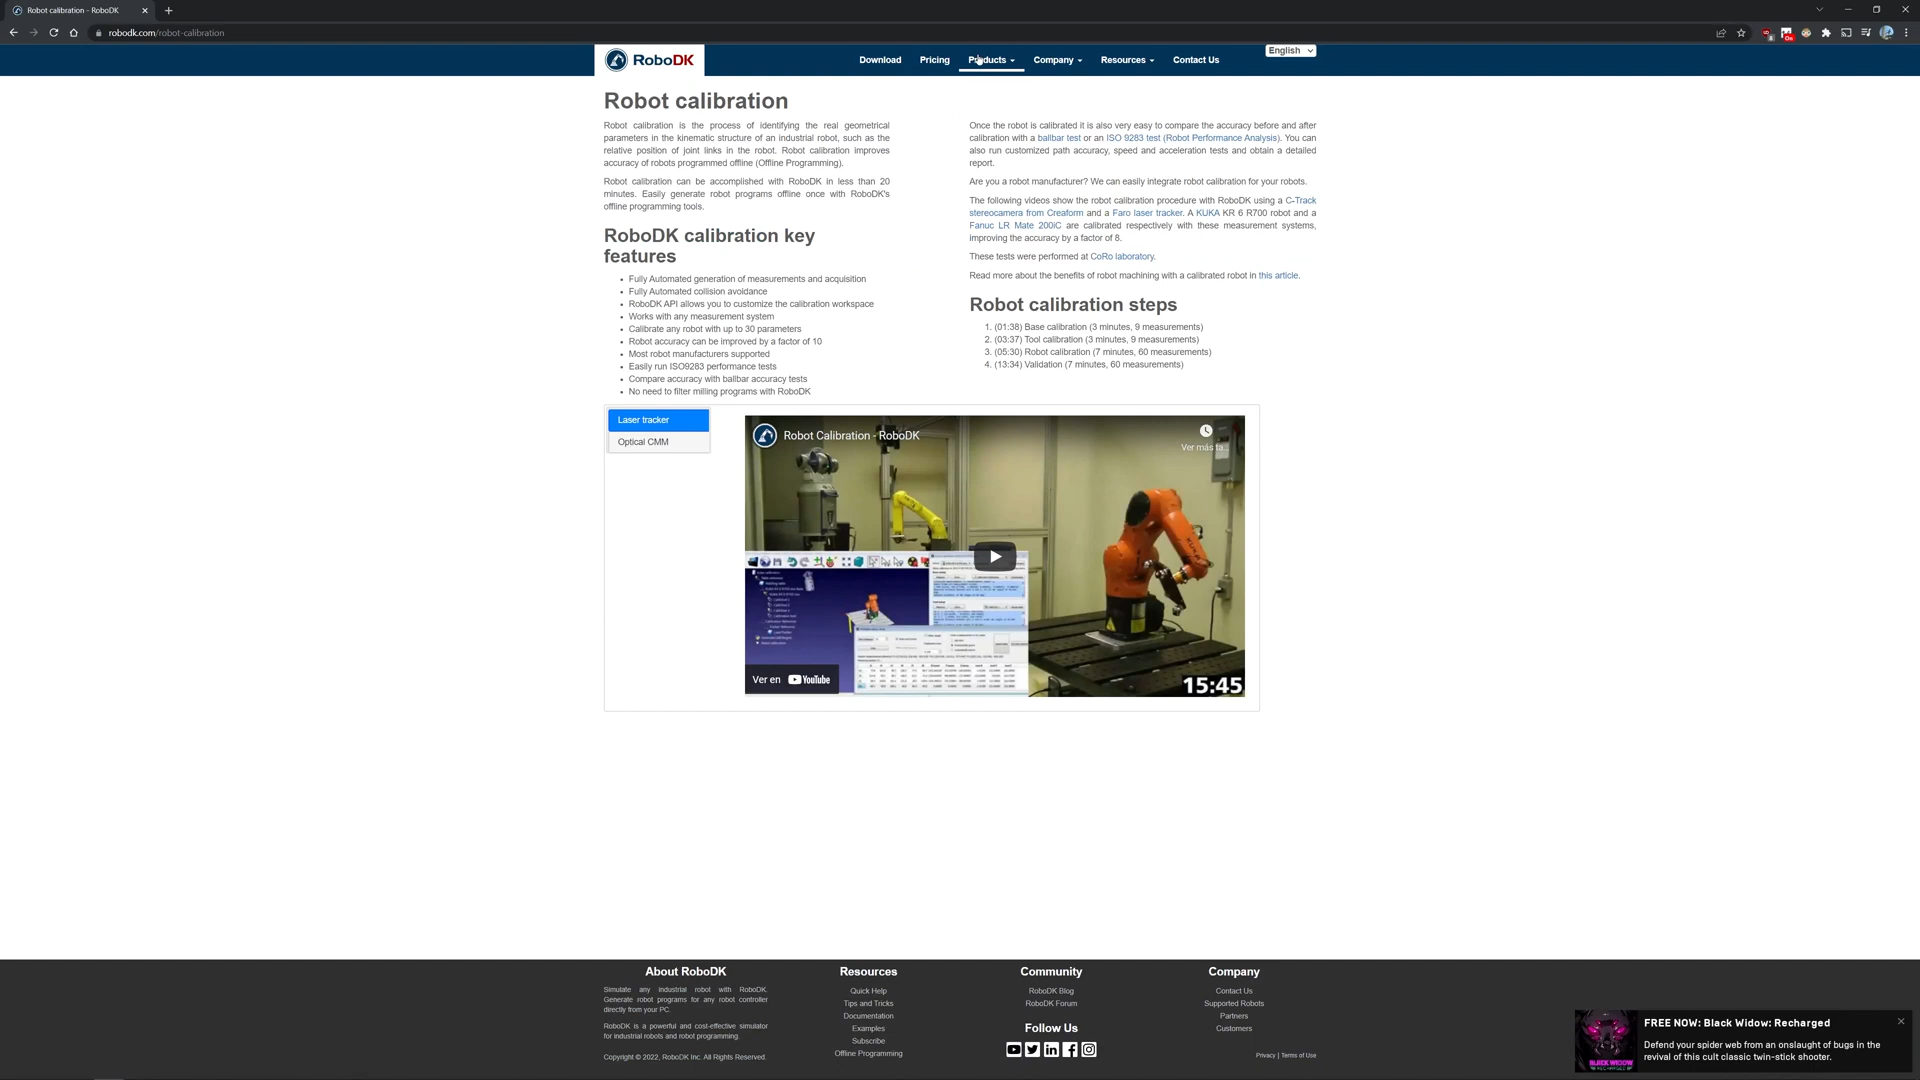 Robot calibration - RoboDK
robodk.com/robot-calibration
RoboDK
Download
Pricing
Products
Company
Resources
Contact Us
English
Robot calibration
Robot calibration is the process of identifying the real geometrical
parameters in the kinematic structure of an industrial robot, such as the
relative position of joint links in the robot. Robot calibration improves
accuracy of robots programmed offline (Offline Programming).
Robot calibration can be accomplished with RoboDK in less than 20
minutes. Easily generate robot programs offline once with RoboDK's
offline programming tools.
RoboDK calibration key
features
• Fully Automated generation of measurements and acquisition
• Fully Automated collision avoidance
• RoboDK API allows you to customize the calibration workspace
• Works with any measurement system
• Calibrate any robot with up to 30 parameters
• Robot accuracy can be improved by a factor of 10
• Most robot manufacturers supported
• Easily run ISO9283 performance tests
• Compare accuracy with ballbar accuracy tests
• No need to filter milling programs with RoboDK
Once the robot is calibrated it is also very easy to compare the accuracy before and after
calibration with a ballbar test or an ISO 9283 test (Robot Performance Analysis). You can
also run customized path accuracy, speed and acceleration tests and obtain a detailed
report.
Are you a robot manufacturer? We can easily integrate robot calibration for your robots.
The following videos show the robot calibration procedure with RoboDK using a C-Track
stereocamera from Creaform and a Faro laser tracker. A KUKA KR 6 R700 robot and a
Fanuc LR Mate 200iC are calibrated respectively with these measurement systems,
improving the accuracy by a factor of 8.
These tests were performed at CoRo laboratory.
Read more about the benefits of robot machining with a calibrated robot in this article.
Robot calibration steps
1. (01:38) Base calibration (3 minutes, 9 measurements)
2. (03:37) Tool calibration (3 minutes, 9 measurements)
3. (05:30) Robot calibration (7 minutes, 60 measurements)
4. (13:34) Validation (7 minutes, 60 measurements)
Laser tracker
Optical CMM
Robot Calibration - RoboDK
Ver más ta...
KUKA
Ver en YouTube
15:45
About RoboDK
Simulate any industrial robot with RoboDK.
Generate robot programs for any robot controller
directly from your PC.
RoboDK is a powerful and cost-effective simulator
for industrial robots and robot programming.
Copyright © 2022, RoboDK Inc. All Rights Reserved.
Resources
Quick Help
Tips and Tricks
Documentation
Examples
Subscribe
Offline Programming
Community
RoboDK Blog
RoboDK Forum
Follow Us
Company
Contact Us
Supported Robots
Partners
Customers
Privacy | Terms of Use
BLACK WIDOW
RECHARGED
FREE NOW: Black Widow: Recharged
Defend your spider web from an onslaught of bugs in the
revival of this cult classic twin-stick shooter.